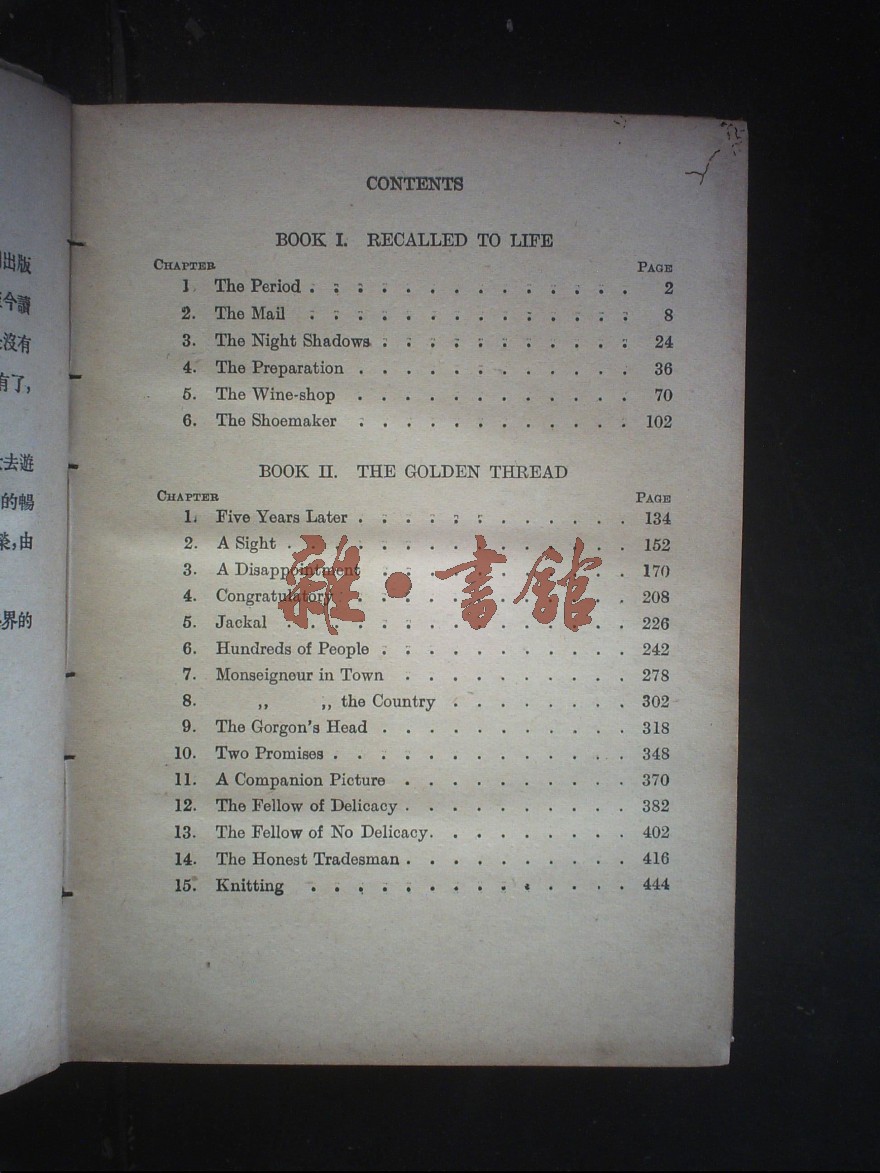 出版
今讀
沒有
有了,
去遊
的暢
,由
界的
CONTENTS
BOOK I. RECALLED TO LIFE
CHAPTER PAGE
1. The Period . . . . . . . . . . . . . . 2
2. The Mail . . . . . . . . . . . . . . 8
3. The Night Shadows . . . . . . . . . . . 24
4. The Preparation . . . . . . . . . . . . 36
5. The Wine-shop . . . . . . . . . . . . 70
6. The Shoemaker . . . . . . . . . . . . 102
BOOK II. THE GOLDEN THREAD
CHAPTER PAGE
1. Five Years Later . . . . . . . . . . . . 134
2. A Sight . . . . . . . . . . . . . . . 152
3. A Disappointment . . . . . . . . . . . 170
4. Congratulatory . . . . . . . . . . . . 208
5. Jackal . . . . . . . . . . . . . . 226
6. Hundreds of People . . . . . . . . . . . 242
7. Monseigneur in Town . . . . . . . . . . 278
8. ,, ,, the Country . . . . . . . . 302
9. The Gorgon's Head . . . . . . . . . . . 318
10. Two Promises . . . . . . . . . . . . . 348
11. A Companion Picture . . . . . . . . . . 370
12. The Fellow of Delicacy . . . . . . . . . . 382
13. The Fellow of No Delicacy. . . . . . . . . 402
14. The Honest Tradesman . . . . . . . . . . 416
15. Knitting . . . . . . . . . . . . . . 444
雜·書館